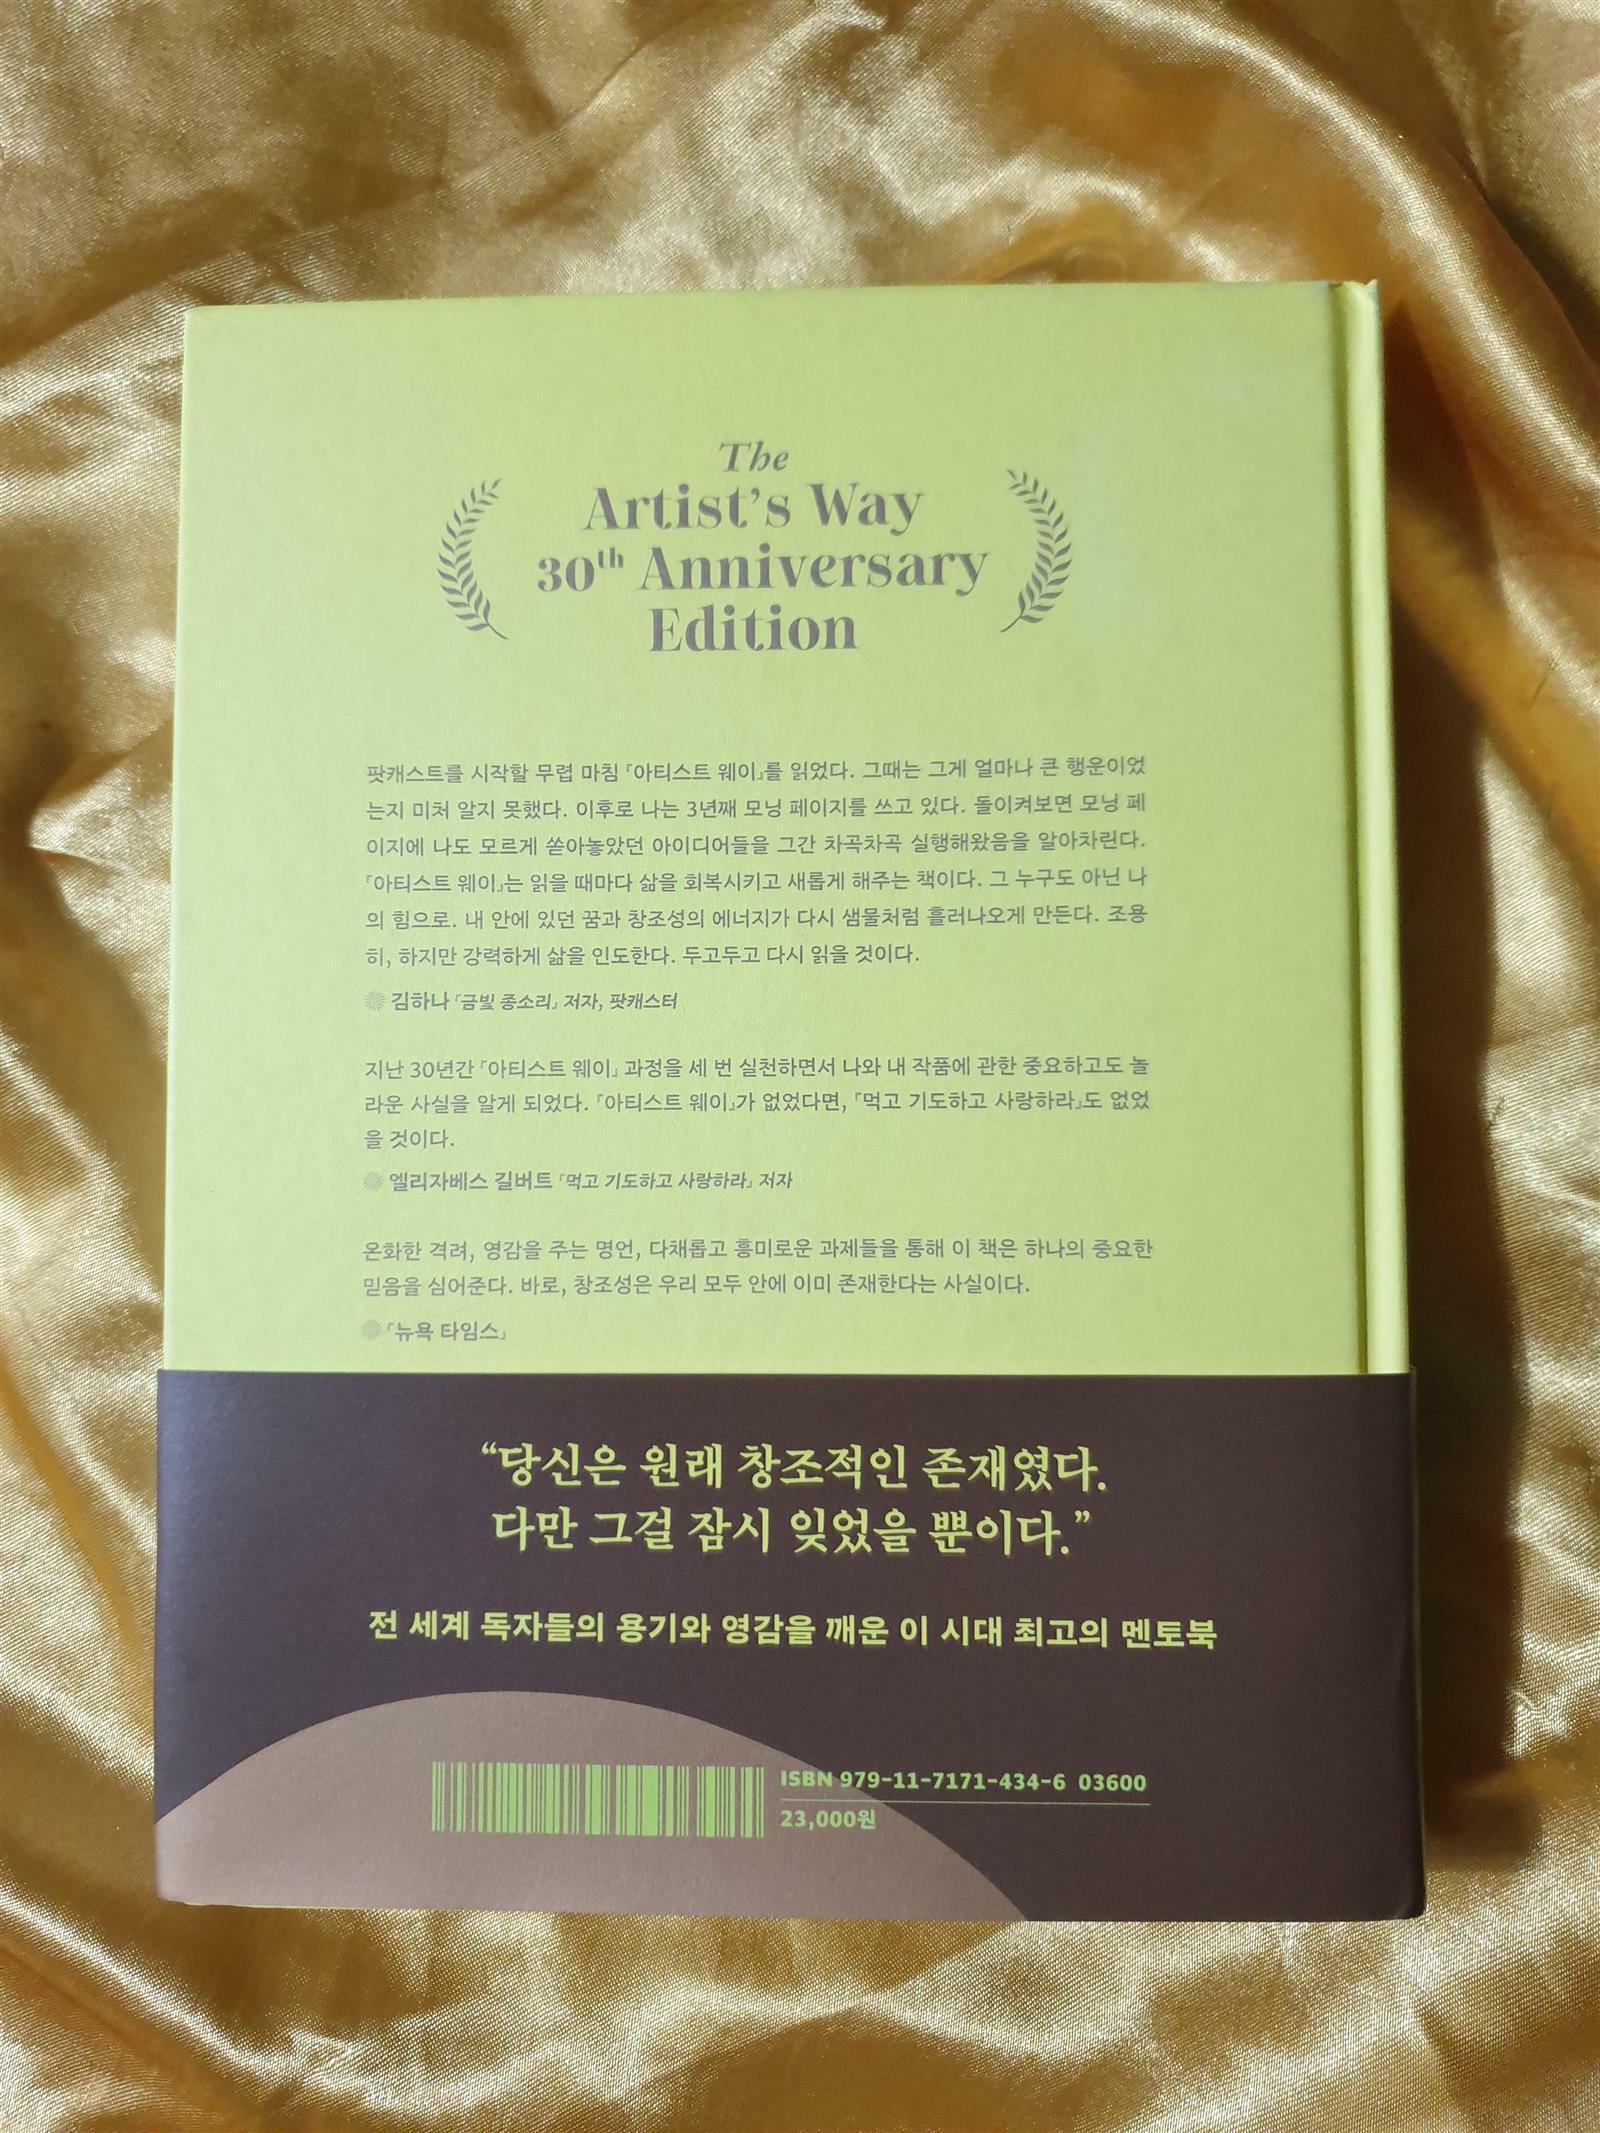 The
Artist's Way
30th Anniversary
Edition
팟캐스트를 시작할 무렵 마침 『아티스트 웨이』를 읽었다. 그때는 그게 얼마나 큰 행운이었
는지 미처 알지 못했다. 이후로 나는 3년째 모닝 페이지를 쓰고 있다. 돌이켜보면 모닝 페
이지에 나도 모르게 쏟아놓았던 아이디어들을 그간 차곡차곡 실행해왔음을 알아차린다.
『아티스트 웨이』는 읽을 때마다 삶을 회복시키고 새롭게 해주는 책이다. 그 누구도 아닌 나
의 힘으로. 내 안에 있던 꿈과 창조성의 에너지가 다시 샘물처럼 흘러나오게 만든다. 조용
히, 하지만 강력하게 삶을 인도한다. 두고두고 다시 읽을 것이다.
김하나 『금빛 종소리』 저자, 팟캐스터
지난 30년간 『아티스트 웨이』 과정을 세 번 실천하면서 나와 내 작품에 관한 중요하고도 놀
라운 사실을 알게 되었다. 『아티스트 웨이』가 없었다면, 『먹고 기도하고 사랑하라』도 없었
을 것이다.
엘리자베스 길버트 『먹고 기도하고 사랑하라』 저자
온화한 격려, 영감을 주는 명언, 다채롭고 흥미로운 과제들을 통해 이 책은 하나의 중요한
믿음을 심어준다. 바로, 창조성은 우리 모두 안에 이미 존재한다는 사실이다.
『뉴욕 타임스』
“당신은 원래 창조적인 존재였다.
다만 그걸 잠시 잊었을 뿐이다.”
전 세계 독자들의 용기와 영감을 깨운 이 시대 최고의 멘토북
ISBN 979-11-7171-434-6 03600
23,000원